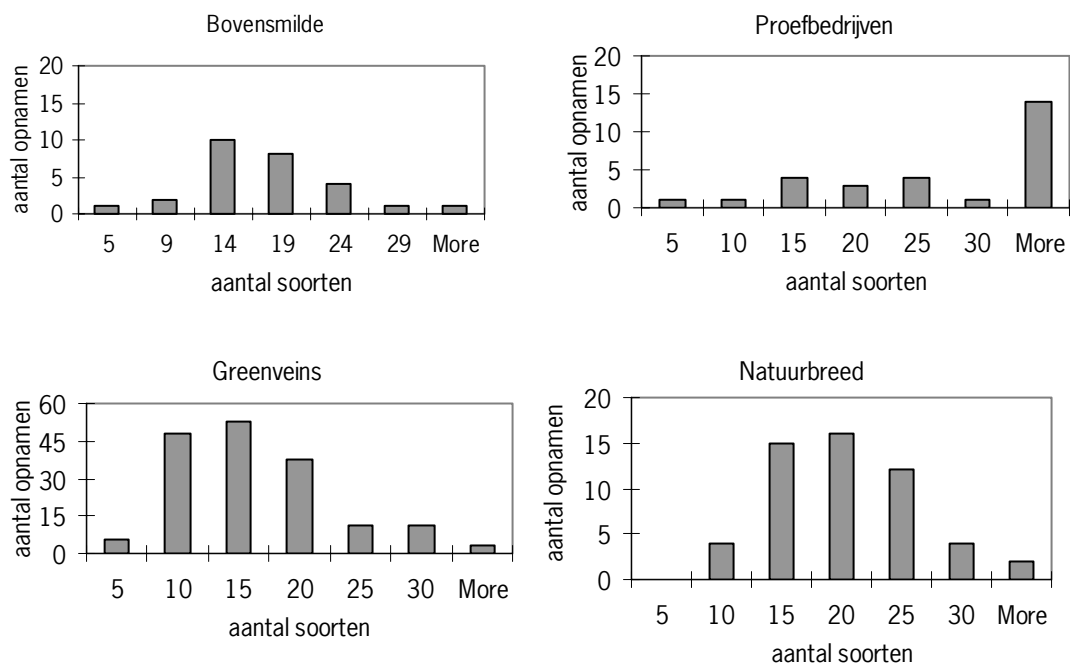 Bovensmilde
aantal opnamen
20
15
10
5
0
5 9 14 19 24 29 More
aantal soorten
Proefbedrijven
aantal opnamen
20
15
10
5
0
5 10 15 20 25 30 More
aantal soorten
Greenveins
aantal opnamen
60
45
30
15
0
5 10 15 20 25 30 More
aantal soorten
Natuurbreed
aantal opnamen
20
15
10
5
0
5 10 15 20 25 30 More
aantal soorten